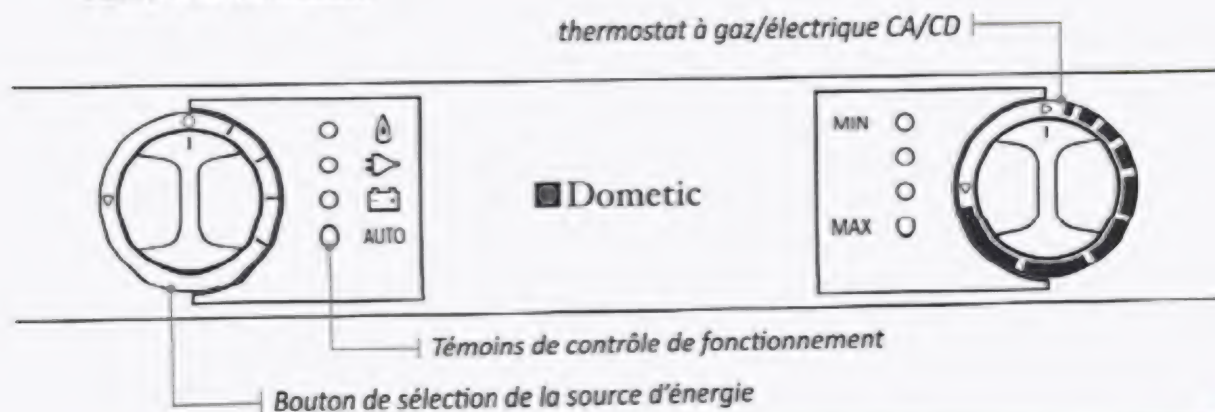 thermostat à gaz/électrique CA/CD
MIN
Dometic
AUTO
MAX
Témoins de contrôle de fonctionnement
Bouton de sélection de la source d'énergie